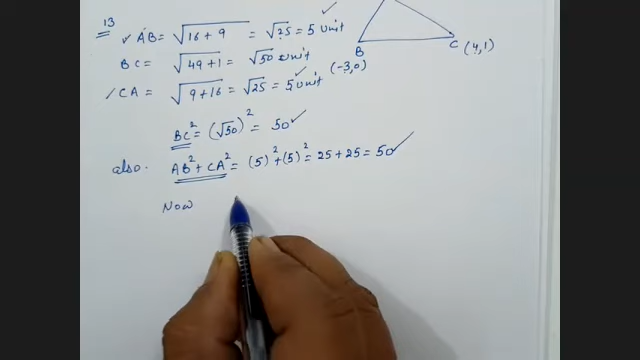 13
✓ AB = √16 + 9 = √25 = 5 Unit ✓
BC = √49+1 = √50 unit
✓ CA = √9+16 = √25 = 5 Unit ✓
B
C (4,1)
(-3,0)
BC² = (√50)² = 50 ✓
also. AB² + CA² = (5)² + (5)² = 25 + 25 = 50 ✓
Now